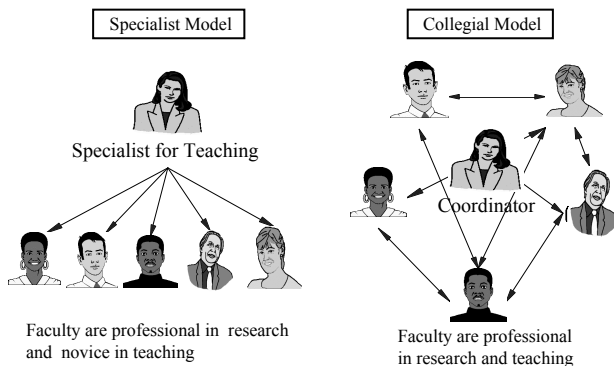 Specialist Model
Specialist for Teaching
Faculty are professional in research
and novice in teaching
Collegial Model
Coordinator
Faculty are professional
in research and teaching